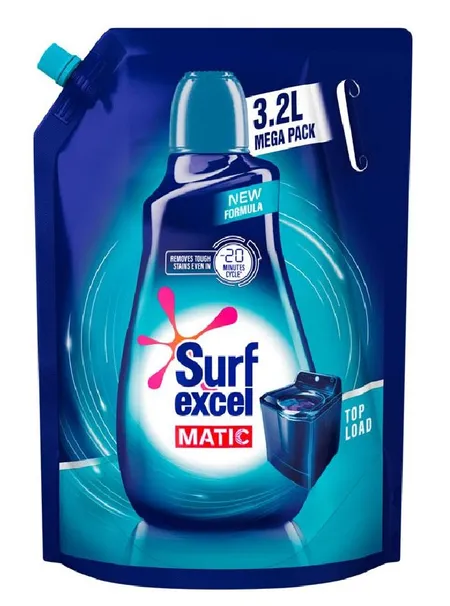 3.2L
MEGA PACK
NEW
FORMULA
REMOVES TOUGH
STAINS EVEN IN
20
MINUTES
CYCLE*
Surf
excel
MATIC
TOP
LOAD